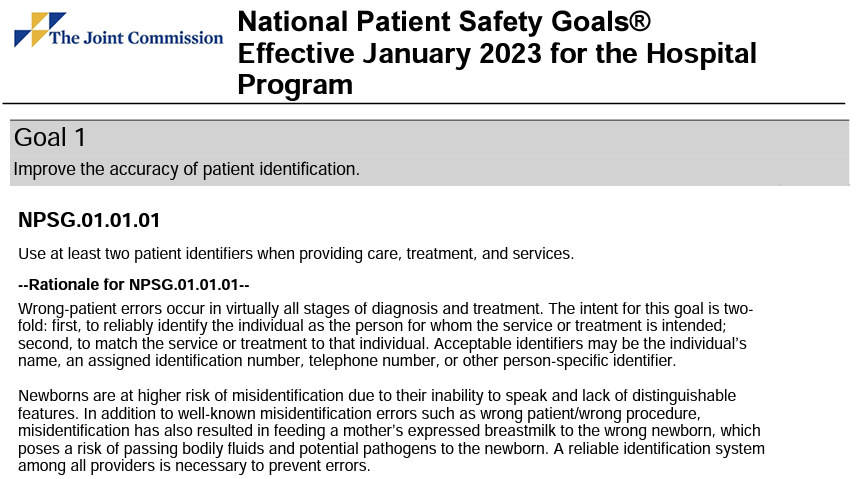 The Joint Commission
National Patient Safety Goals®
Effective January 2023 for the Hospital
Program
Goal 1
Improve the accuracy of patient identification.
NPSG.01.01.01
Use at least two patient identifiers when providing care, treatment, and services.
--Rationale for NPSG.01.01.01--
Wrong-patient errors occur in virtually all stages of diagnosis and treatment. The intent for this goal is two-
fold: first, to reliably identify the individual as the person for whom the service or treatment is intended;
second, to match the service or treatment to that individual. Acceptable identifiers may be the individual's
name, an assigned identification number, telephone number, or other person-specific identifier.
Newborns are at higher risk of misidentification due to their inability to speak and lack of distinguishable
features. In addition to well-known misidentification errors such as wrong patient/wrong procedure,
misidentification has also resulted in feeding a mother's expressed breastmilk to the wrong newborn, which
poses a risk of passing bodily fluids and potential pathogens to the newborn. A reliable identification system
among all providers is necessary to prevent errors.